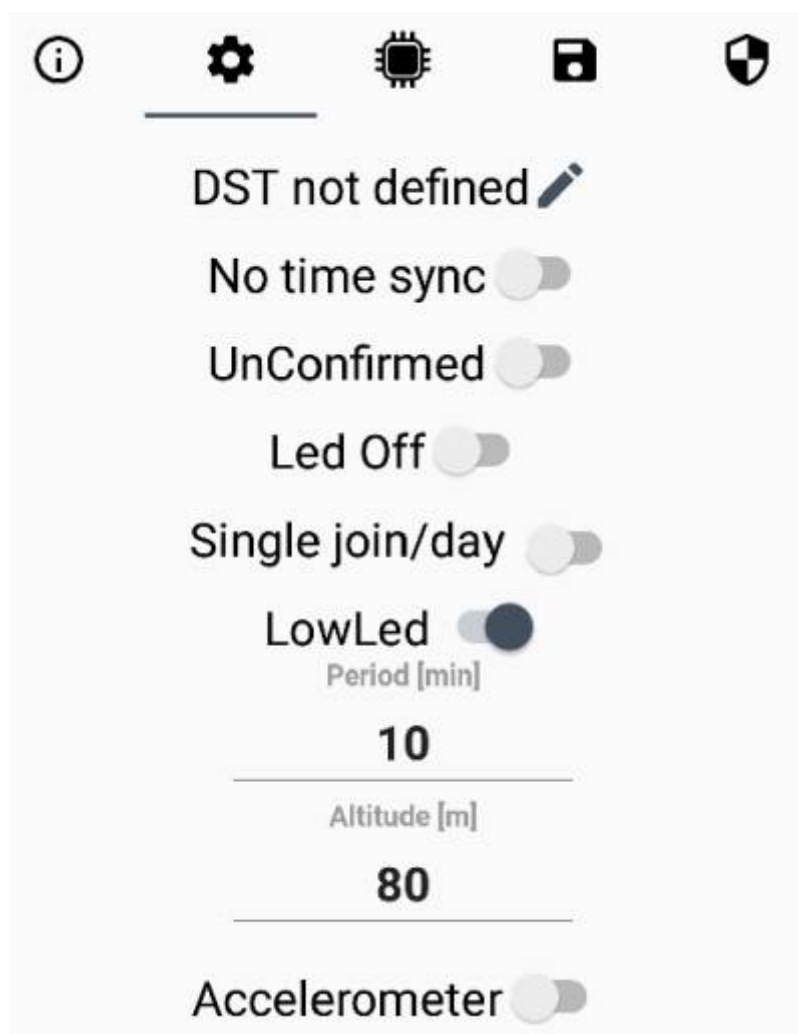 DST not defined
No time sync
UnConfirmed
Led Off
Single join/day
LowLed
Period [min]
10
Altitude [m]
80
Accelerometer